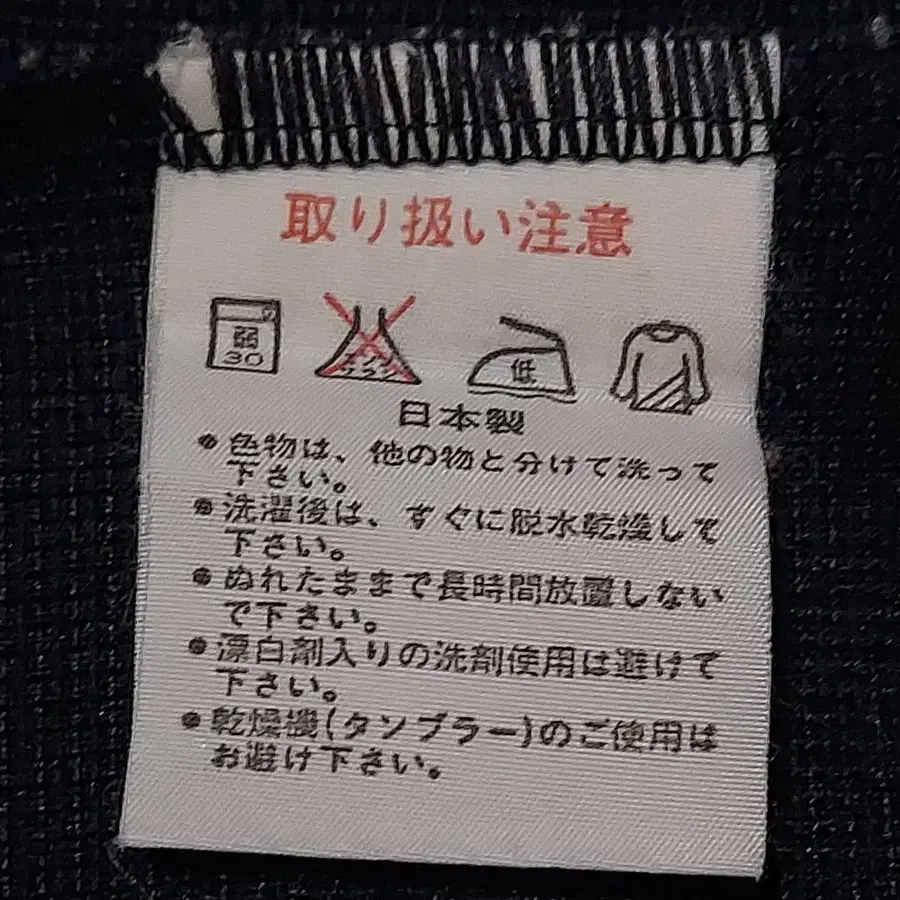 取り扱い注意
弱
30
エンソ
サラシ
低
日本製
●色物は、他の物と分けて洗って
下さい。
●洗濯後は、すぐに脱水乾燥して
下さい。
●ぬれたままで長時間放置しない
で下さい。
●漂白剤入りの洗剤使用は避けて
下さい。
●乾燥機(タンブラー)のご使用は
お避け下さい。